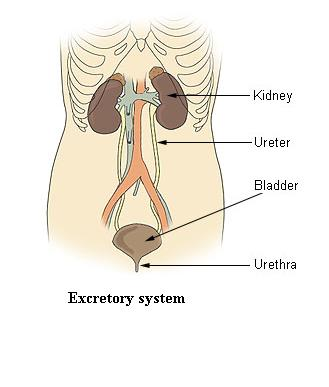 Kidney
Ureter
Bladder
Urethra
Excretory system